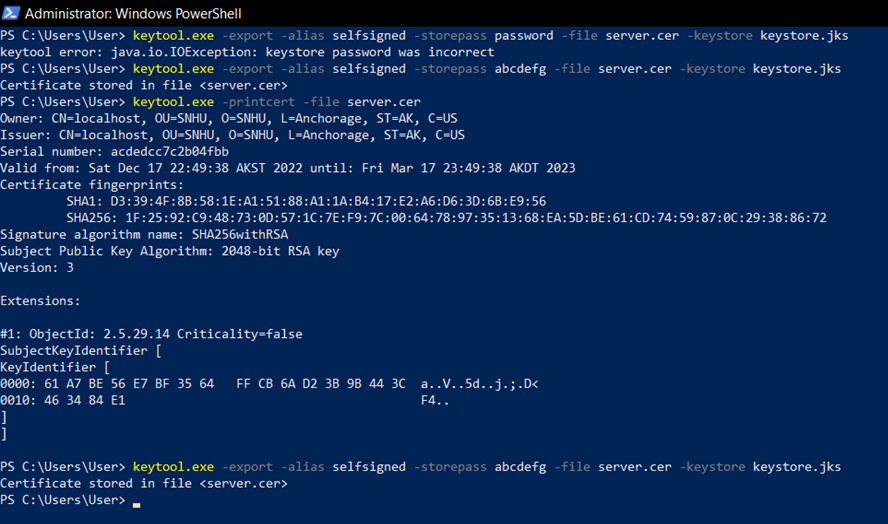 Administrator: Windows PowerShell
PS C:\Users\User> keytool.exe -export -alias selfsigned -storepass password -file server.cer -keystore keystore.jks
keytool error: java.io.IOException: keystore password was incorrect
PS C:\Users\User> keytool.exe -export -alias selfsigned -storepass abcdefg -file server.cer -keystore keystore.jks
Certificate stored in file <server.cer>
PS C:\Users\User> keytool.exe -printcert -file server.cer
Owner: CN=localhost, OU=SNHU, O=SNHU, L=Anchorage, ST=AK, C=US
Issuer: CN=localhost, OU=SNHU, O=SNHU, L=Anchorage, ST=AK, C=US
Serial number: acdedcc7c2b04fbb
Valid from: Sat Dec 17 22:49:38 AKST 2022 until: Fri Mar 17 23:49:38 AKDT 2023
Certificate fingerprints:
SHA1: D3:39:4F:8B:58:1E:A1:51:88:A1:1A:B4:17:E2:A6:D6:3D:6B:E9:56
SHA256: 1F:25:92:C9:48:73:0D:57:1C:7E:F9:7C:00:64:78:97:35:13:68:EA:5D:BE:61:CD:74:59:87:0C:29:38:86:72
Signature algorithm name: SHA256withRSA
Subject Public Key Algorithm: 2048-bit RSA key
Version: 3
Extensions:
#1: ObjectId: 2.5.29.14 Criticality=false
SubjectKeyIdentifier [
KeyIdentifier [
0000: 61 A7 BE 56 E7 BF 35 64   FF CB 6A D2 3B 9B 44 3C  a..V..5d..j.;.D<
0010: 46 34 84 E1                                        F4..
]
]
PS C:\Users\User> keytool.exe -export -alias selfsigned -storepass abcdefg -file server.cer -keystore keystore.jks
Certificate stored in file <server.cer>
PS C:\Users\User>